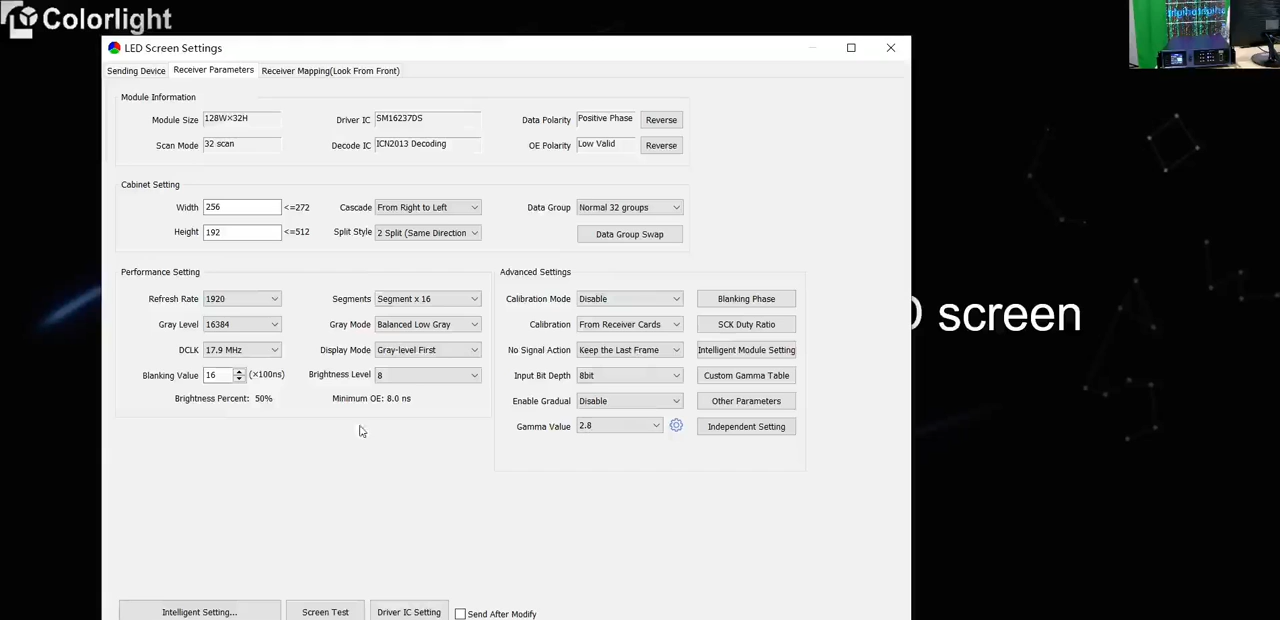 Colorlight
LED Screen Settings
Sending Device Receiver Parameters Receiver Mapping(Look From Front)
Module Information
Module Size 128W×32H Driver IC SM16237DS Data Polarity Positive Phase Reverse
Scan Mode 32 scan Decode IC ICN2013 Decoding OE Polarity Low Valid Reverse
Cabinet Setting
Width 256 <=272 Cascade From Right to Left Data Group Normal 32 groups
Height 192 <=512 Split Style 2 Split (Same Direction Data Group Swap
Performance Setting Advanced Settings
Refresh Rate 1920 Segments Segment x 16 Calibration Mode Disable Blanking Phase
Gray Level 16384 Gray Mode Balanced Low Gray Calibration From Receiver Cards SCX Duty Ratio
DCLK 17.9 MHz Display Mode Gray-level First No Signal Action Keep the Last Frame Intelligent Module Setting
Blanking Value 16 (×100ns) Brightness Level 8 Input Bit Depth 8bit Custom Gamma Table
Brightness Percent: 50% Minimum OE: 8.0 ns Enable Gradual Disable Other Parameters
Gamma Value 2.8 Independent Setting
Intelligent Setting... Screen Test Driver IC Setting Send After Modify
screen